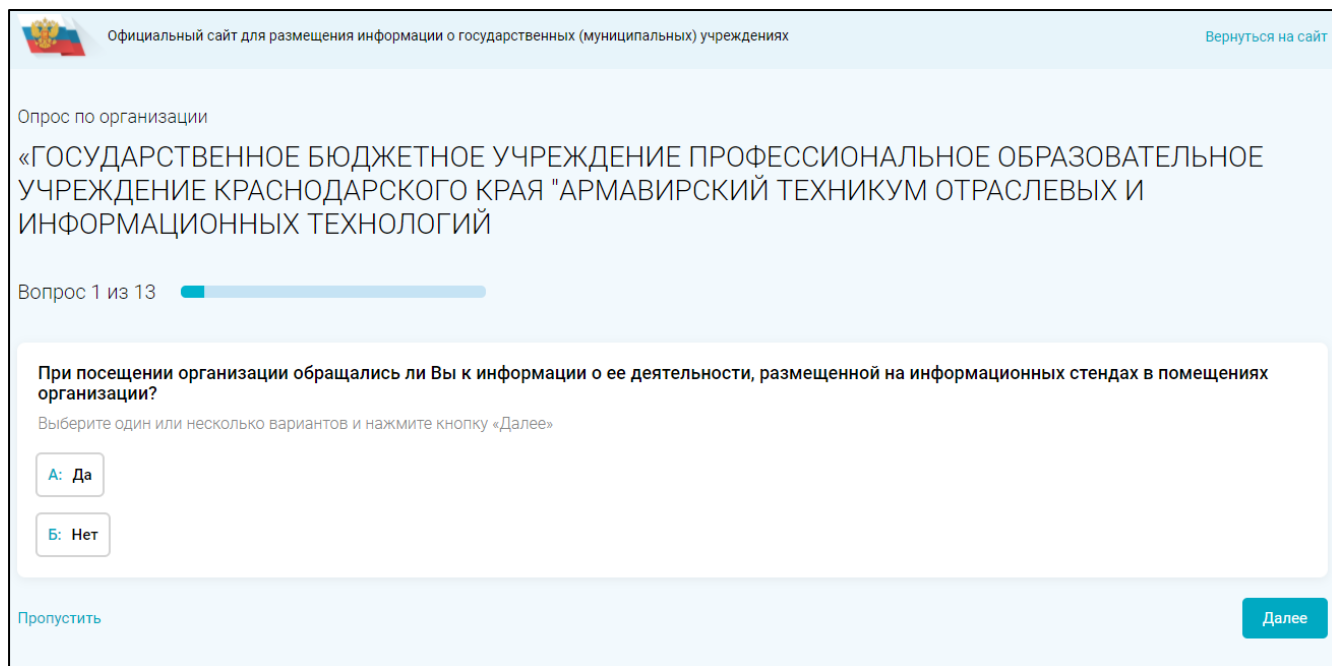 Официальный сайт для размещения информации о государственных (муниципальных) учреждениях
Вернуться на сайт
Опрос по организации
«ГОСУДАРСТВЕННОЕ БЮДЖЕТНОЕ УЧРЕЖДЕНИЕ ПРОФЕССИОНАЛЬНОЕ ОБРАЗОВАТЕЛЬНОЕ
УЧРЕЖДЕНИЕ КРАСНОДАРСКОГО КРАЯ "АРМАВИРСКИЙ ТЕХНИКУМ ОТРАСЛЕВЫХ И
ИНФОРМАЦИОННЫХ ТЕХНОЛОГИЙ
Вопрос 1 из 13
При посещении организации обращались ли Вы к информации о ее деятельности, размещенной на информационных стендах в помещениях
организации?
Выберите один или несколько вариантов и нажмите кнопку «Далее»
А: Да
Б: Нет
Пропустить
Далее